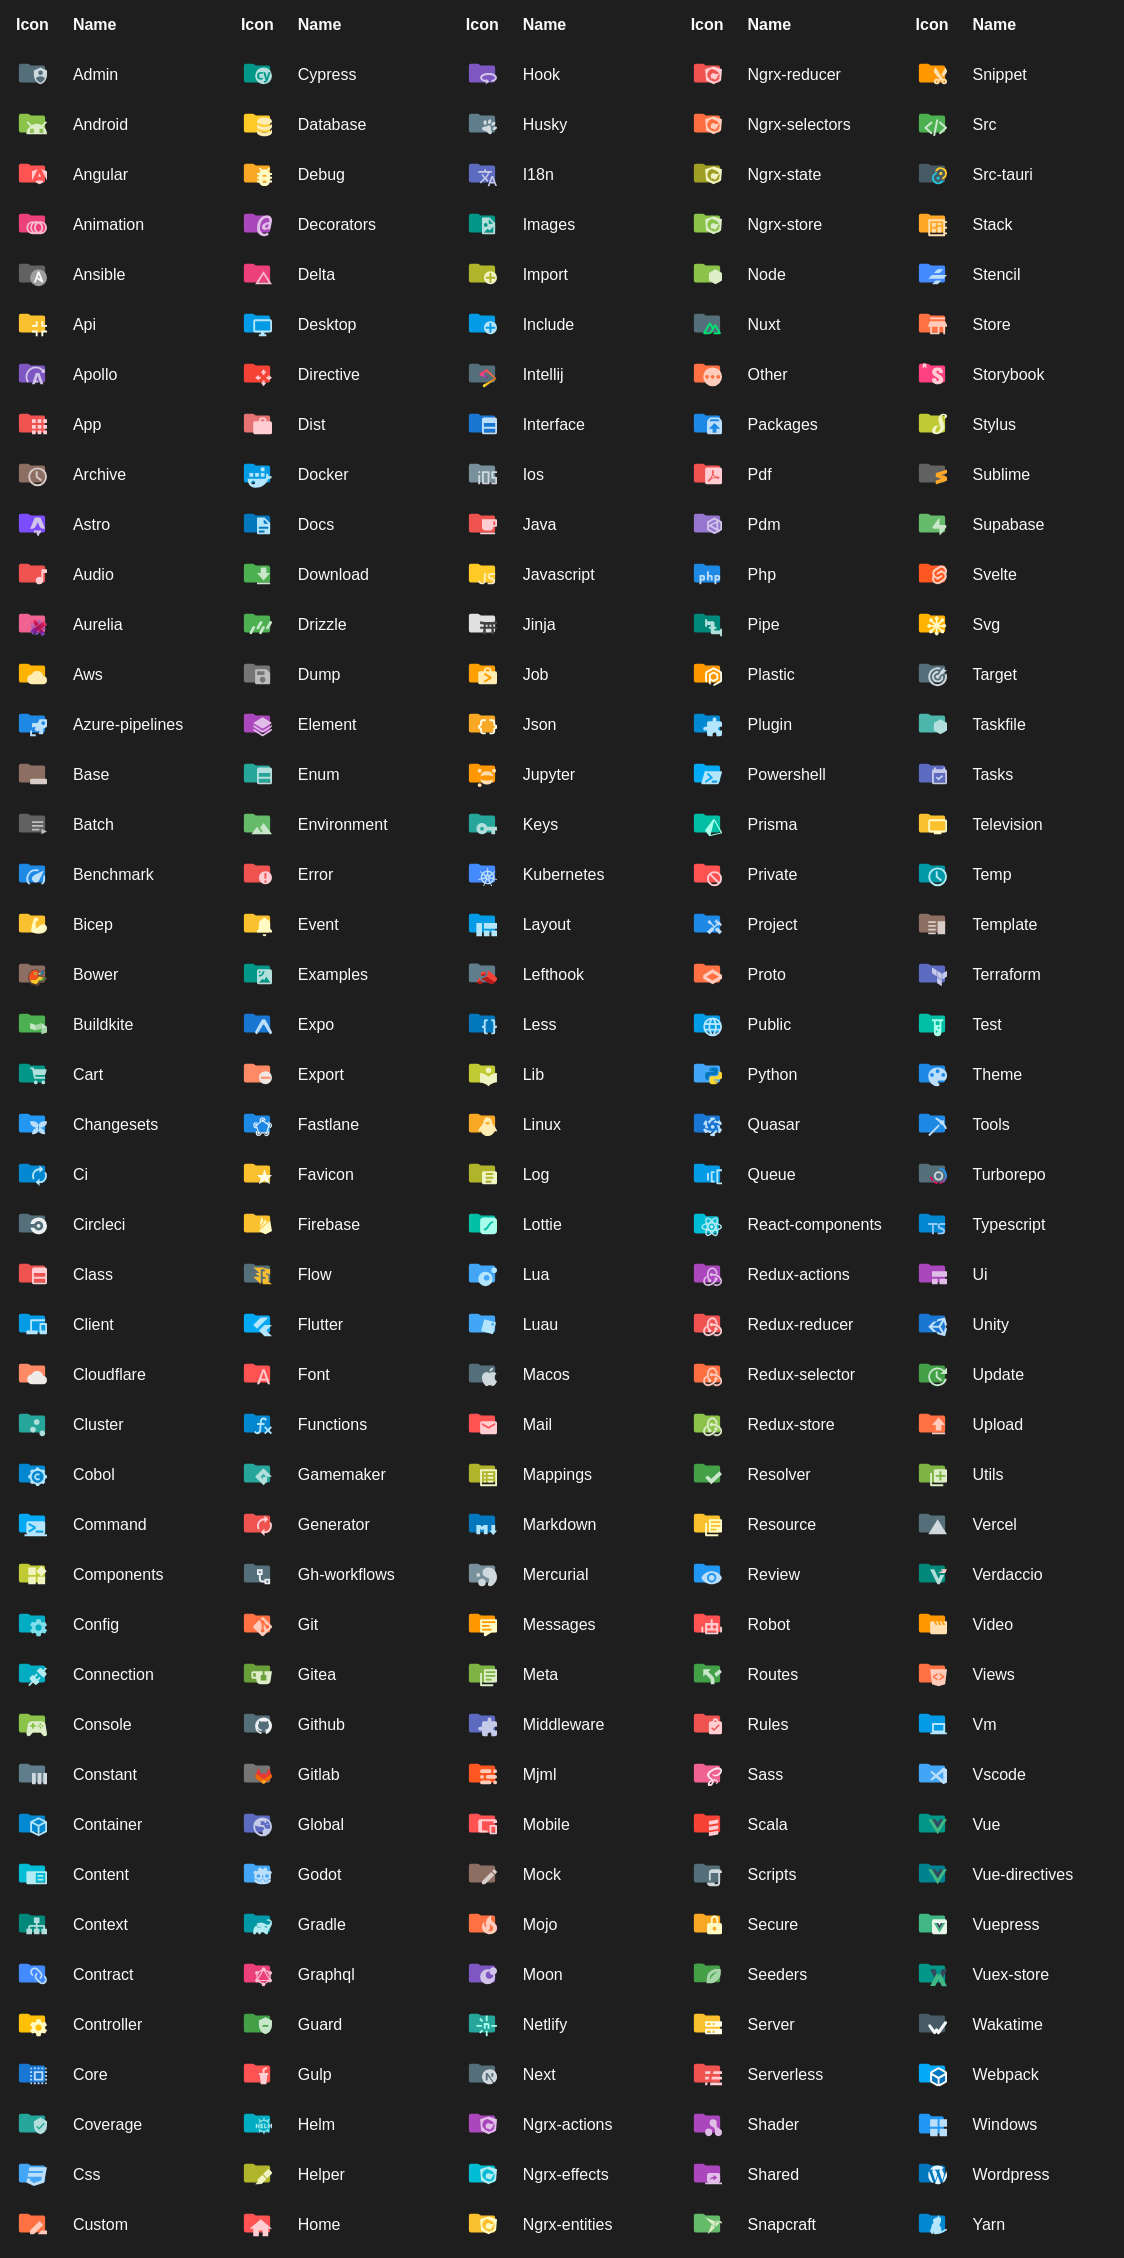 Icon Name Icon Name Icon Name Icon Name Icon Name
Admin Cypress Hook Ngrx-reducer Snippet
Android Database Husky Ngrx-selectors Src
Angular Debug I18n Ngrx-state Src-tauri
Animation Decorators Images Ngrx-store Stack
Ansible Delta Import Node Stencil
Api Desktop Include Nuxt Store
Apollo Directive Intellij Other Storybook
App Dist Interface Packages Stylus
Archive Docker Ios Pdf Sublime
Astro Docs Java Pdm Supabase
Audio Download Javascript Php Svelte
Aurelia Drizzle Jinja Pipe Svg
Aws Dump Job Plastic Target
Azure-pipelines Element Json Plugin Taskfile
Base Enum Jupyter Powershell Tasks
Batch Environment Keys Prisma Television
Benchmark Error Kubernetes Private Temp
Bicep Event Layout Project Template
Bower Examples Lefthook Proto Terraform
Buildkite Expo Less Public Test
Cart Export Lib Python Theme
Changesets Fastlane Linux Quasar Tools
Ci Favicon Log Queue Turborepo
Circleci Firebase Lottie React-components Typescript
Class Flow Lua Redux-actions Ui
Client Flutter Luau Redux-reducer Unity
Cloudflare Font Macos Redux-selector Update
Cluster Functions Mail Redux-store Upload
Cobol Gamemaker Mappings Resolver Utils
Command Generator Markdown Resource Vercel
Components Gh-workflows Mercurial Review Verdaccio
Config Git Messages Robot Video
Connection Gitea Meta Routes Views
Console Github Middleware Rules Vm
Constant Gitlab Mjml Sass Vscode
Container Global Mobile Scala Vue
Content Godot Mock Scripts Vue-directives
Context Gradle Mojo Secure Vuepress
Contract Graphql Moon Seeders Vuex-store
Controller Guard Netlify Server Wakatime
Core Gulp Next Serverless Webpack
Coverage Helm Ngrx-actions Shader Windows
Css Helper Ngrx-effects Shared Wordpress
Custom Home Ngrx-entities Snapcraft Yarn